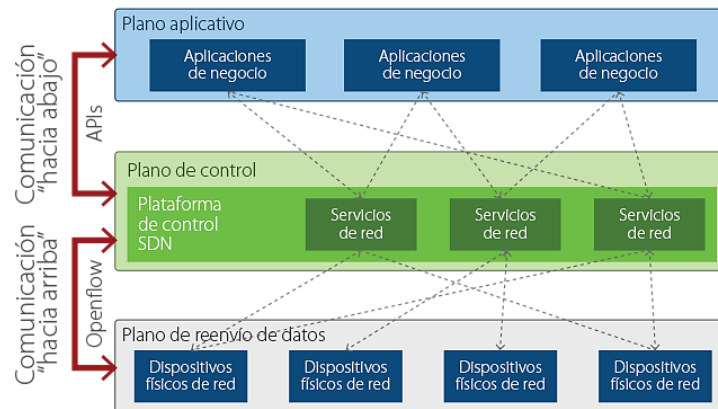 Plano aplicativo
Aplicaciones
de negocio
Aplicaciones
de negocio
Aplicaciones
de negocio
Comunicación
“hacia abajo”
APIs
Plano de control
Plataforma
de control
SDN
Servicios
de red
Servicios
de red
Servicios
de red
Comunicación
“hacia arriba”
Openflow
Plano de reenvío de datos
Dispositivos
físicos de red
Dispositivos
físicos de red
Dispositivos
físicos de red
Dispositivos
físicos de red